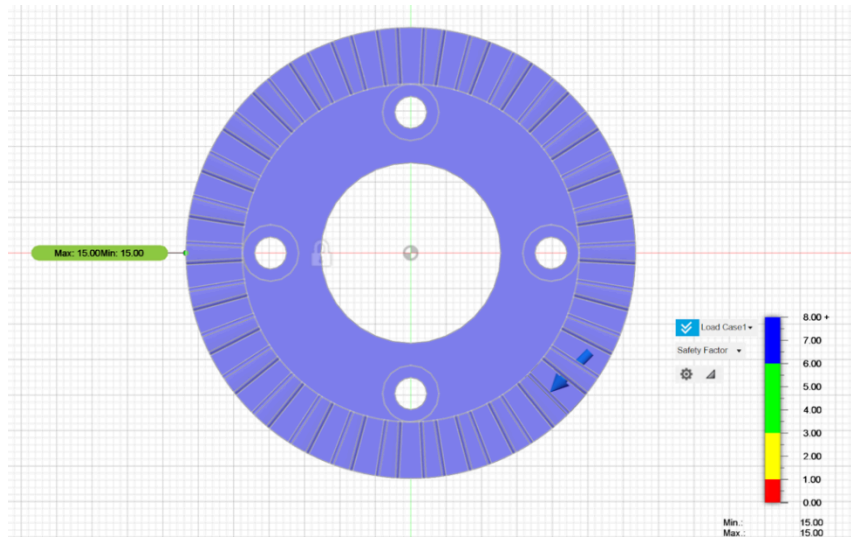 Max: 15.00Min: 15.00
Load Case1
Safety Factor
8.00 +
7.00
6.00
5.00
4.00
3.00
2.00
1.00
0.00
Min.: 15.00
Max.: 15.00